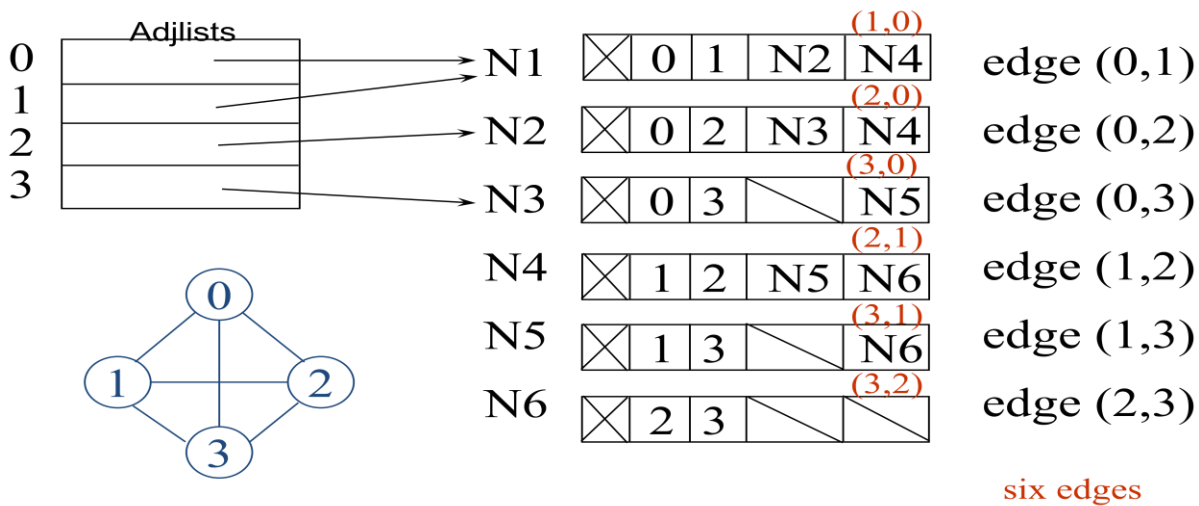 Adjlists
0
1
2
3
(1,0)
N1 0 1 N2 N4 edge (0,1)
(2,0)
N2 0 2 N3 N4 edge (0,2)
(3,0)
N3 0 3 N5 edge (0,3)
(2,1)
N4 1 2 N5 N6 edge (1,2)
(3,1)
N5 1 3 N6 edge (1,3)
(3,2)
N6 2 3 edge (2,3)
0
1 2
3
six edges